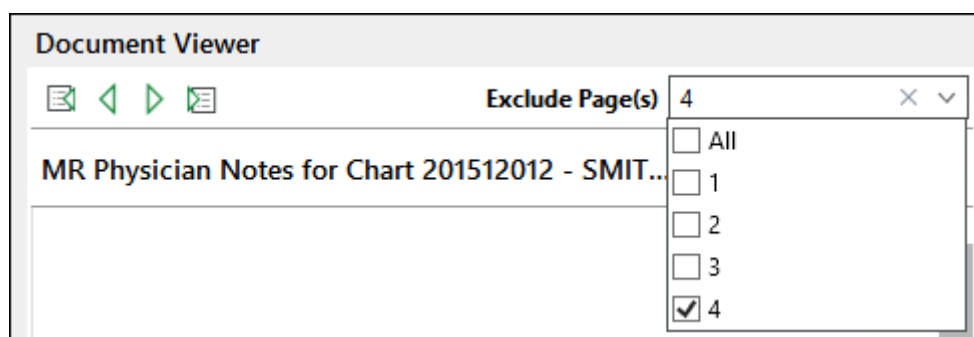 Document Viewer
Exclude Page(s) 4
All
MR Physician Notes for Chart 201512012 - SMIT...
1
2
3
4